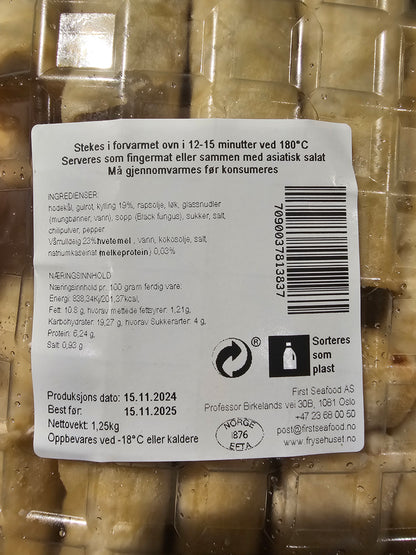 Stekes i forvarmet ovn i 12-15 minutter ved 180°C
Serveres som fingermat eller sammen med asiatisk salat
Må gjennomvarmes før konsumeres
INGREDIENSER:
hodekål, gulrot, kylling 19%, rapsolje, løk, glassnudler
(mungbønner, vann), sopp (Black fungus), sukker, salt,
chilipulver, pepper.
Vårrulldeig 23% hvetemel , vann, kokosolje, salt,
natriumkaseinat (melkeprotein) 0,03%
NÆRINGSINNHOLD:
Næringsinnhold pr. 100 gram ferdig vare:
Energi: 838,34Kj/201,37kcal,
Fett: 10.8 g, hvorav mettede fettsyrer: 1,21g,
Karbohydrater: 19,27 g, hvorav Sukkerarter: 4 g,
Protein: 6,24 g,
Salt: 0,93 g
7090037813837
®
Sorteres
som
plast
Produksjons dato: 15.11.2024
Best før: 15.11.2025
Nettovekt: 1,25kg
Oppbevares ved -18°C eller kaldere
NORGE
1876
EFTA
First Seafood AS
Professor Birkelands vei 30B, 1081 Oslo
+47 23 68 00 50
post@firstseafood.no
www.frysehuset.no